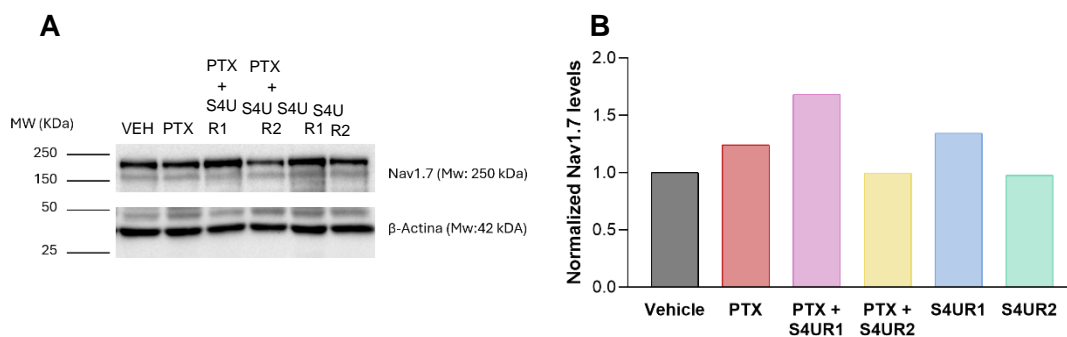 A
PTX PTX
+ +
S4U S4U S4U S4U
MW (KDa) VEH PTX R1 R2 R1 R2
250
150
Nav1.7 (Mw: 250 kDa)
50
β-Actina (Mw:42 kDA)
25
B
Normalized Nav1.7 levels
2.0
1.5
1.0
0.5
0.0
Vehicle PTX PTX + PTX + S4UR1 S4UR2
S4UR1 S4UR2